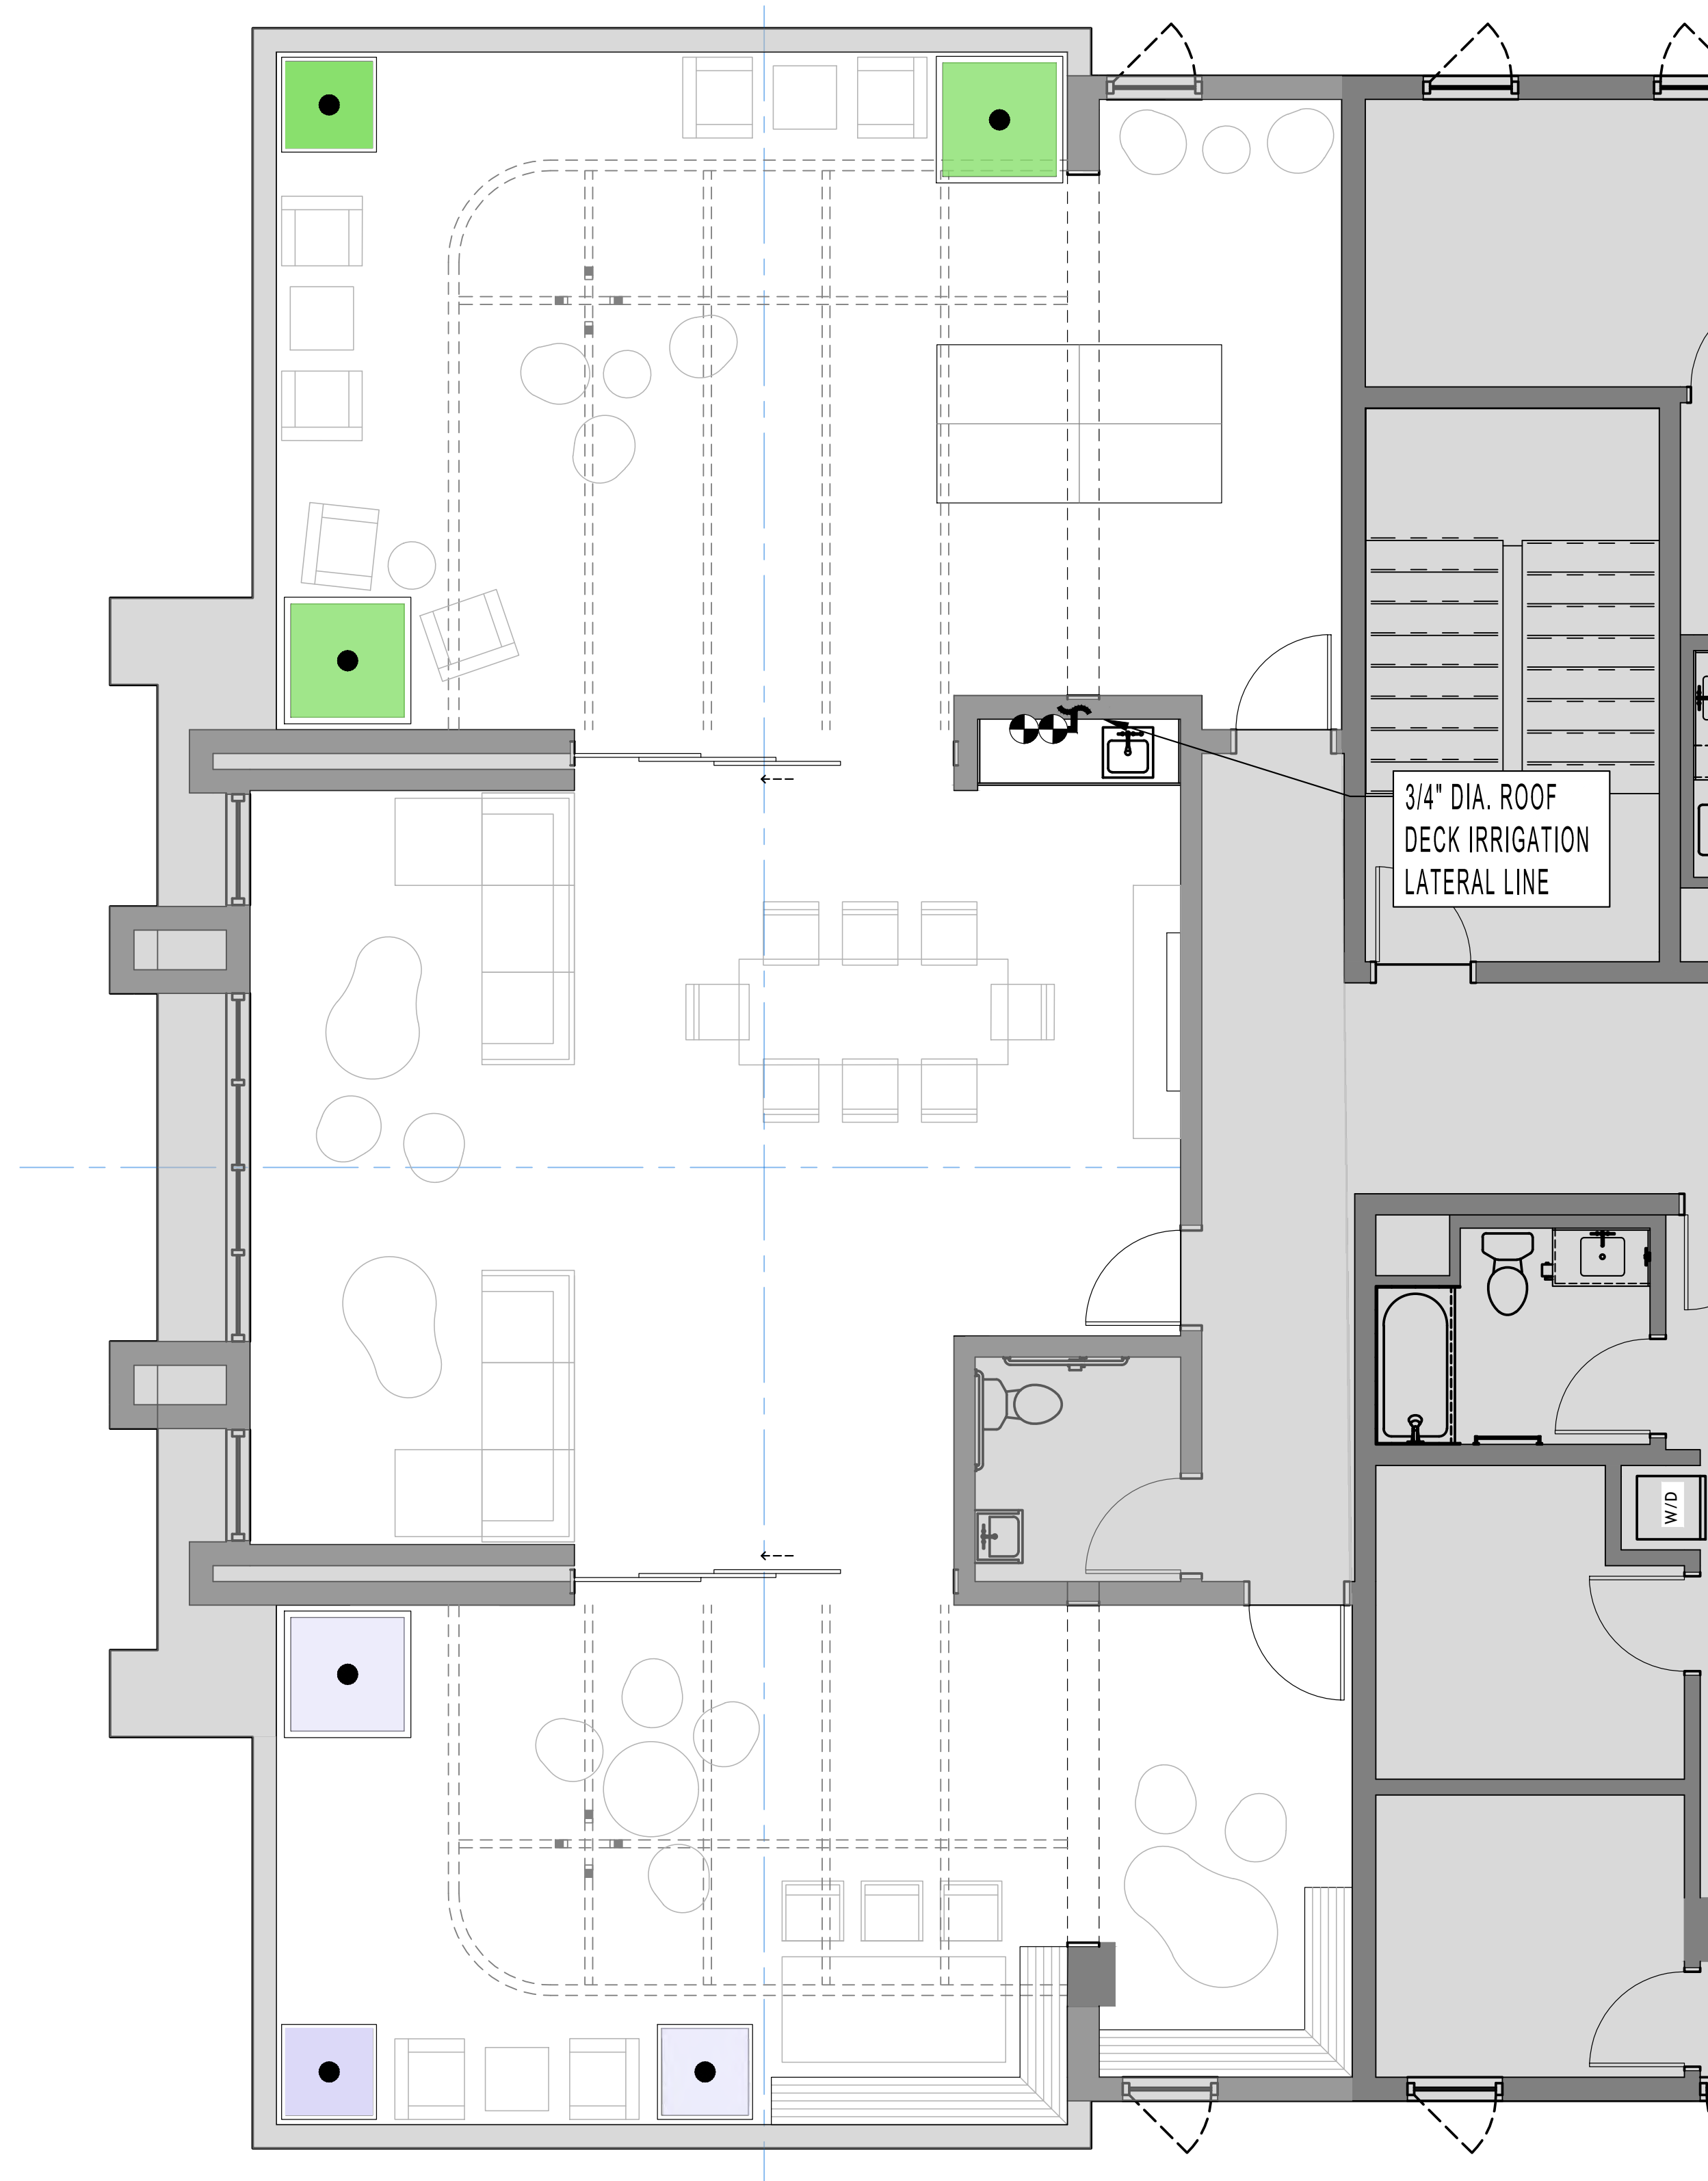 3/4" DIA. ROOF
DECK IRRIGATION
LATERAL LINE
W/D